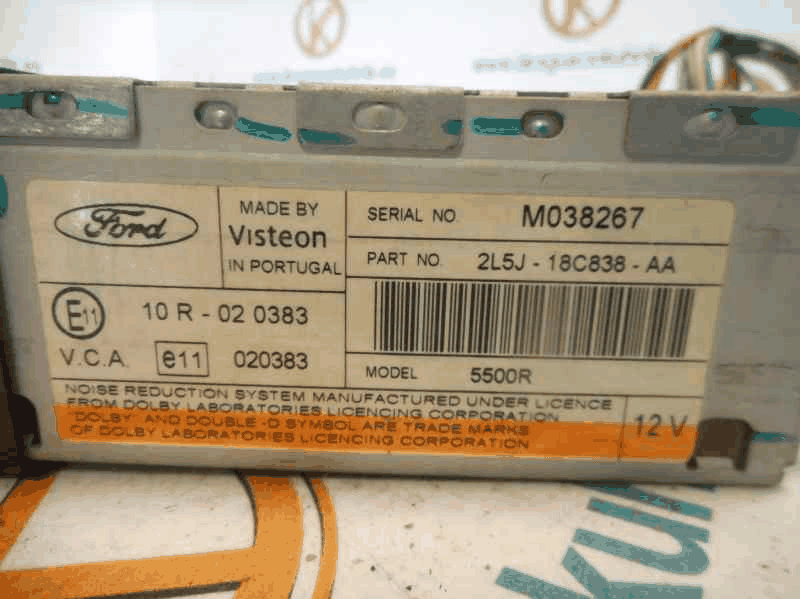 Ford
MADE BY
Visteon
IN PORTUGAL
SERIAL NO. M038267
PART NO. 2L5J - 18C838 - AA
E11
10 R - 02 0383
V.C.A. e11 020383
MODEL 5500R
NOISE REDUCTION SYSTEM MANUFACTURED UNDER LICENCE
FROM DOLBY LABORATORIES LICENCING CORPORATION
"DOLBY" AND DOUBLE -D SYMBOL ARE TRADE MARKS
OF DOLBY LABORATORIES LICENCING CORPORATION
12 V